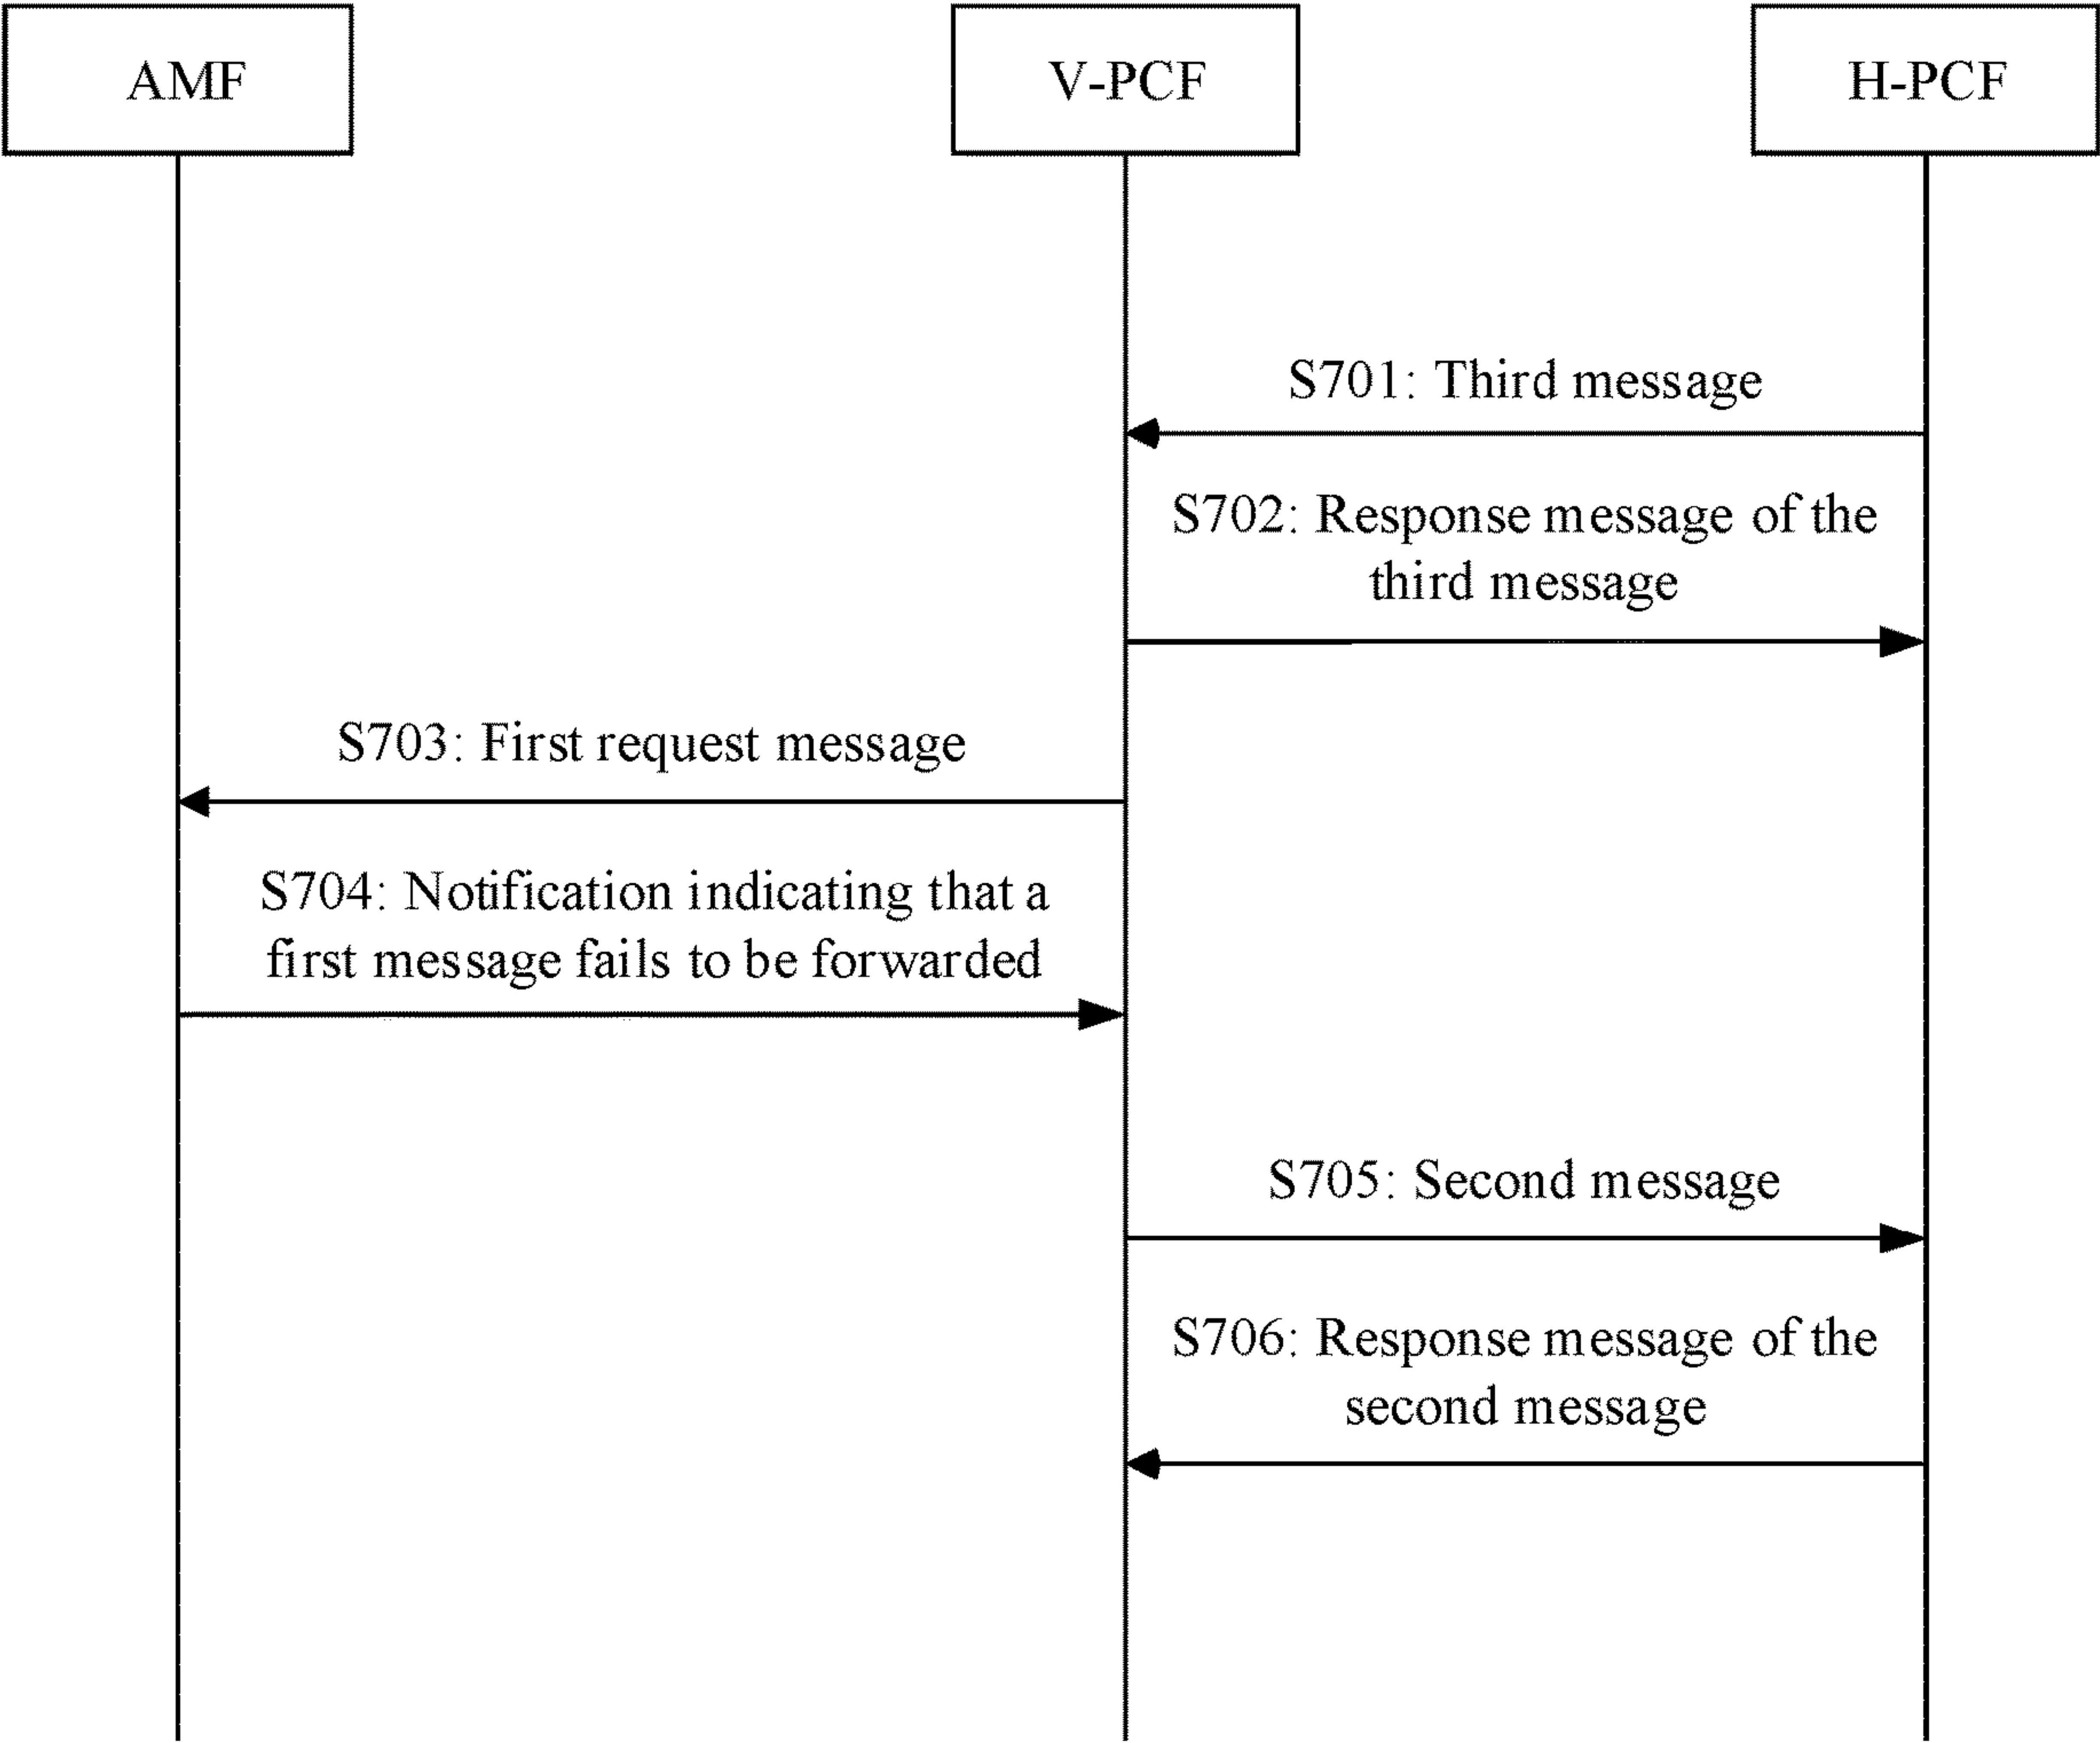 AMF
V-PCF
H-PCF
S701: Third message
S702: Response message of the
third message
S703: First request message
S704: Notification indicating that a
first message fails to be forwarded
S705: Second message
S706: Response message of the
second message